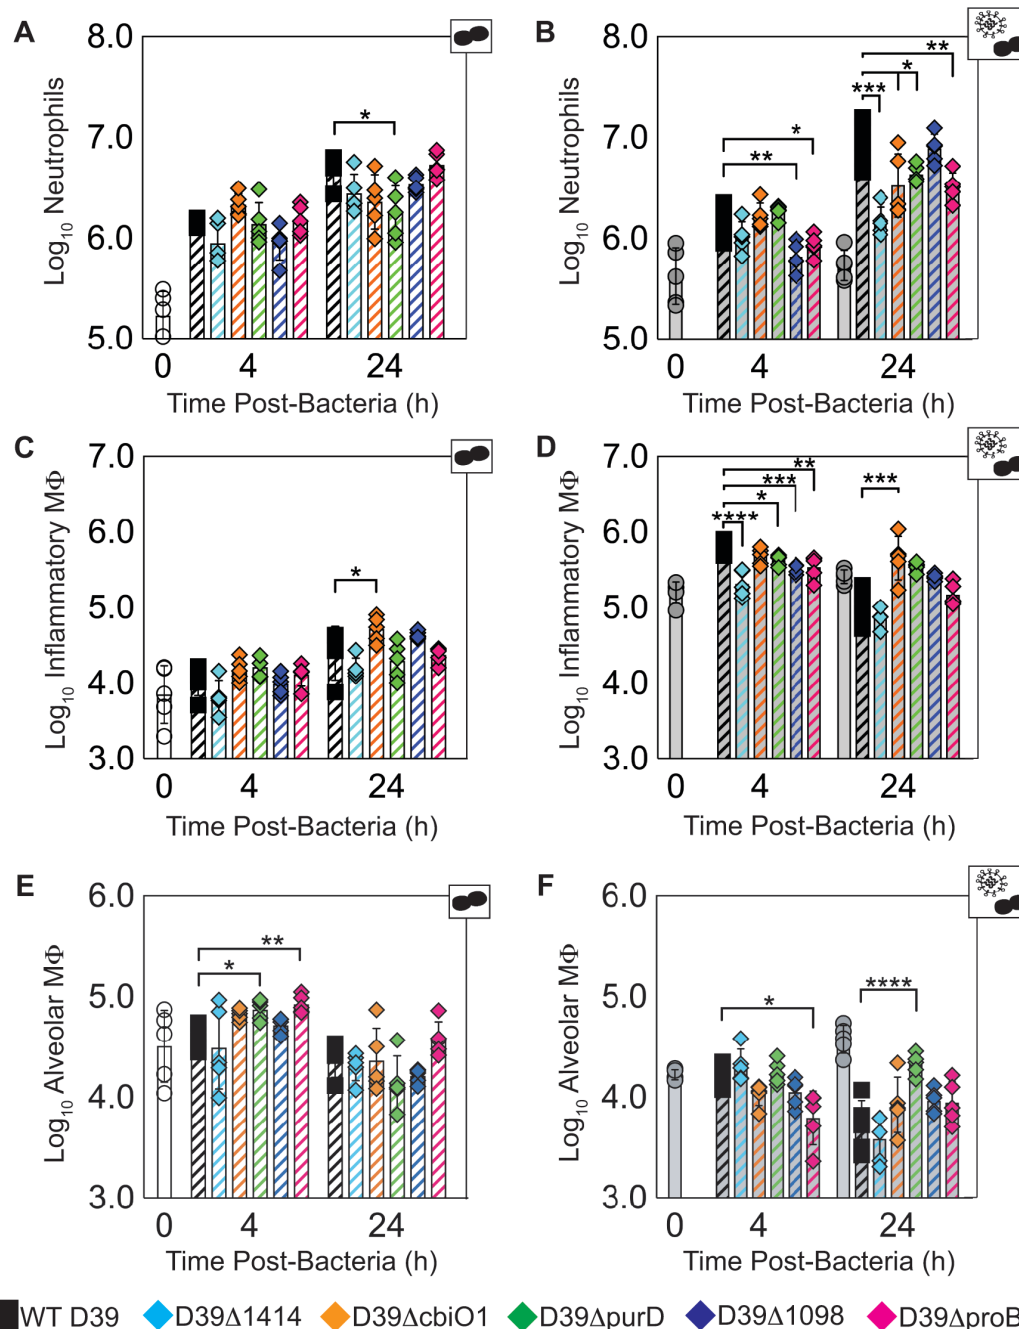 A
8.0
7.0
6.0
5.0
Log10 Neutrophils
*
0 4 24
Time Post-Bacteria (h)
B
8.0
7.0
6.0
5.0
Log10 Neutrophils
**
*
***
*
**
0 4 24
Time Post-Bacteria (h)
C
7.0
6.0
5.0
4.0
3.0
Log10 Inflammatory MΦ
*
0 4 24
Time Post-Bacteria (h)
D
7.0
6.0
5.0
4.0
3.0
Log10 Inflammatory MΦ
**
***
*
****
***
0 4 24
Time Post-Bacteria (h)
E
6.0
5.0
4.0
3.0
Log10 Alveolar MΦ
**
*
0 4 24
Time Post-Bacteria (h)
F
6.0
5.0
4.0
3.0
Log10 Alveolar MΦ
*
****
0 4 24
Time Post-Bacteria (h)
WT D39 D39Δ1414 D39ΔcbiO1 D39ΔpurD D39Δ1098 D39ΔproB